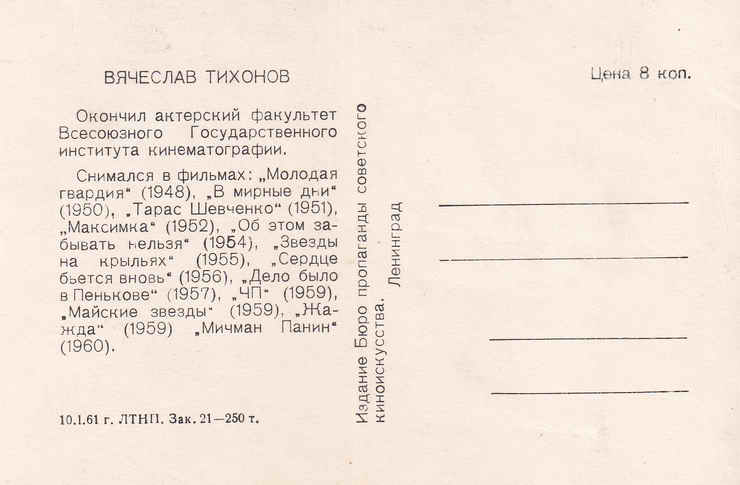 ВЯЧЕСЛАВ ТИХОНОВ
Окончил актерский факультет
Всесоюзного Государственного
института кинематографии.
Снимался в фильмах: „Молодая
гвардия“ (1948), „В мирные дни“
(1950), „Тарас Шевченко“ (1951),
„Максимка“ (1952), „Об этом за-
бывать нельзя“ (1954), „Звезды
на крыльях“ (1955), „Сердце
бьется вновь“ (1956), „Дело было
в Пенькове“ (1957), „ЧП“ (1959),
„Майские звезды“ (1959), „Жа-
жда“ (1959) „Мичман Панин“
(1960).
10.1.61 г. ЛТНП. Зак. 21—250 т.
Издание Бюро пропаганды советского
киноискусства. Ленинград
Цена 8 коп.